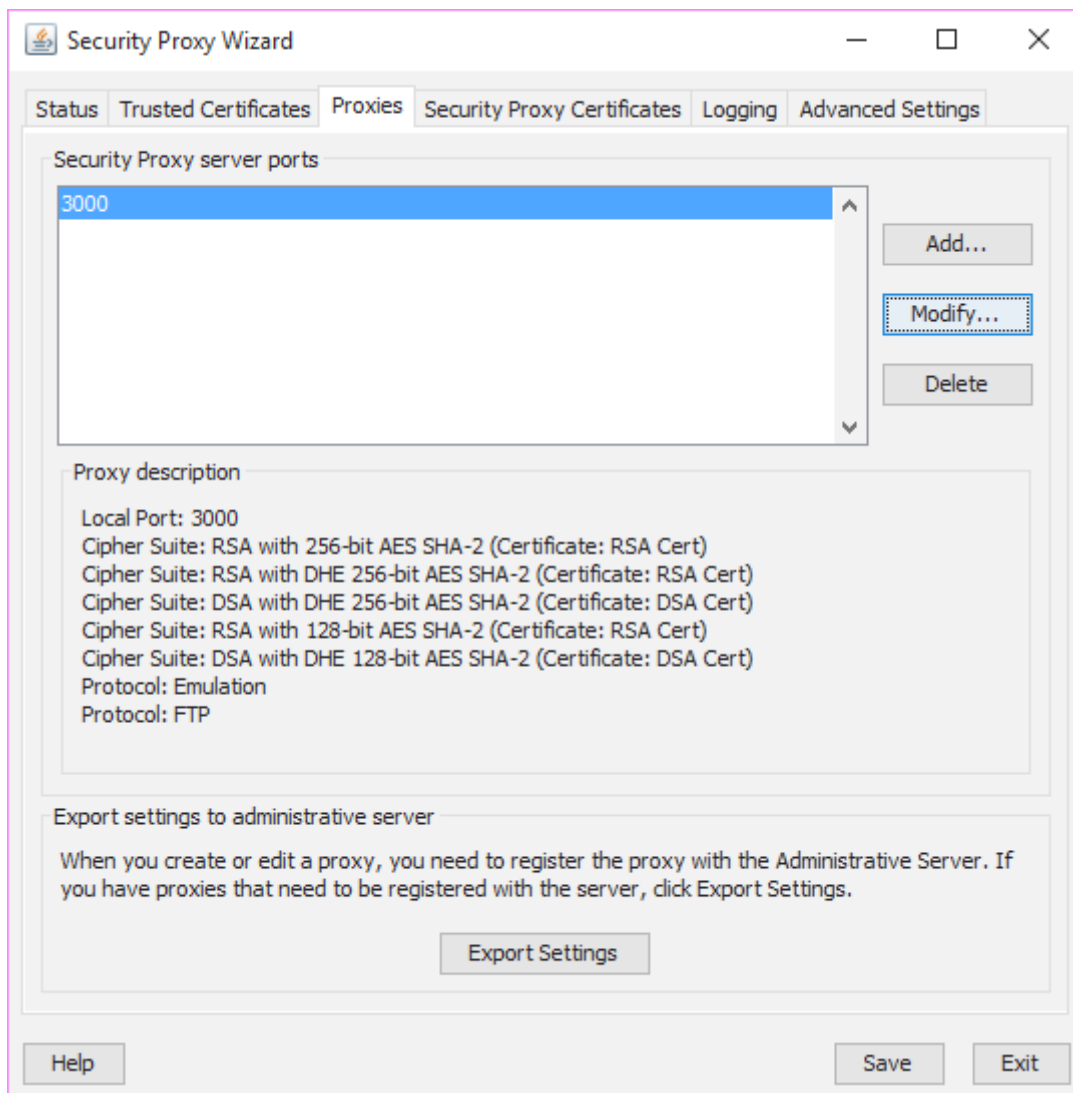 Security Proxy Wizard
Status Trusted Certificates Proxies Security Proxy Certificates Logging Advanced Settings
Security Proxy server ports
3000
Add...
Modify...
Delete
Proxy description
Local Port: 3000
Cipher Suite: RSA with 256-bit AES SHA-2 (Certificate: RSA Cert)
Cipher Suite: RSA with DHE 256-bit AES SHA-2 (Certificate: RSA Cert)
Cipher Suite: DSA with DHE 256-bit AES SHA-2 (Certificate: DSA Cert)
Cipher Suite: RSA with 128-bit AES SHA-2 (Certificate: RSA Cert)
Cipher Suite: DSA with DHE 128-bit AES SHA-2 (Certificate: DSA Cert)
Protocol: Emulation
Protocol: FTP
Export settings to administrative server
When you create or edit a proxy, you need to register the proxy with the Administrative Server. If
you have proxies that need to be registered with the server, click Export Settings.
Export Settings
Help Save Exit